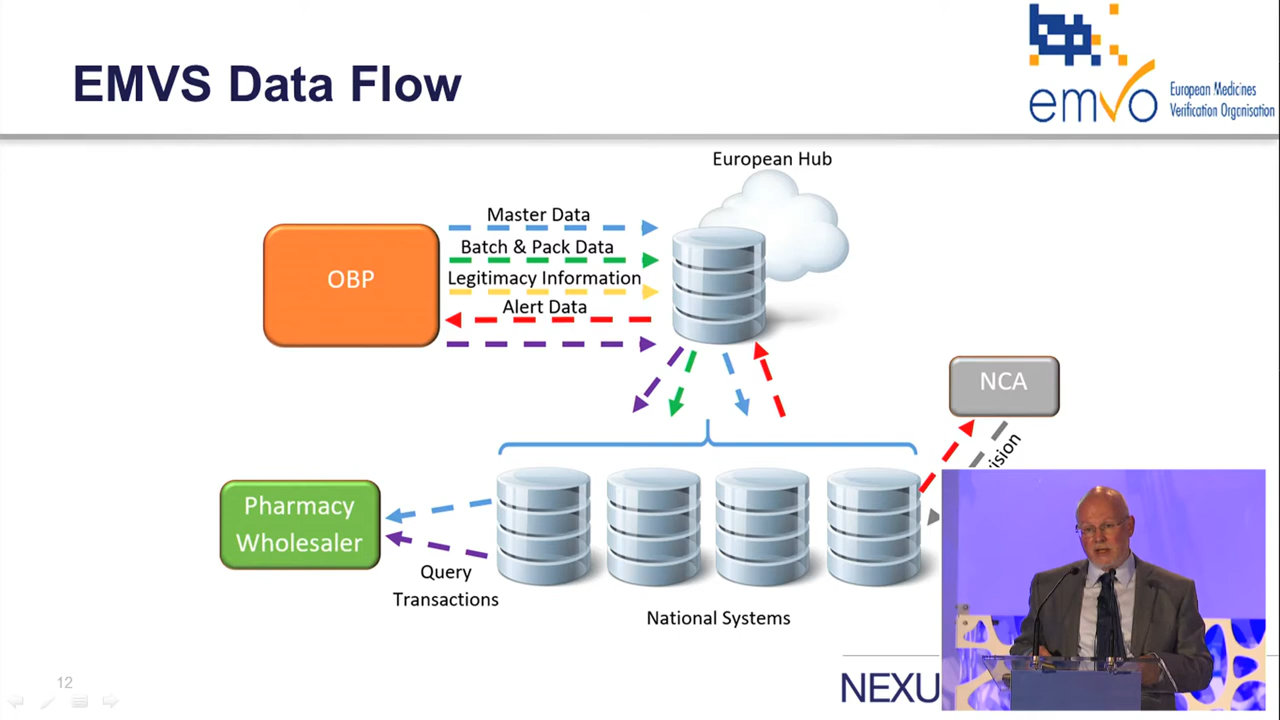 EMVS Data Flow
emvo
European Medicines
Verification Organisation
European Hub
Master Data
Batch & Pack Data
Legitimacy Information
Alert Data
OBP
NCA
Pharmacy
Wholesaler
Query
Transactions
National Systems
12